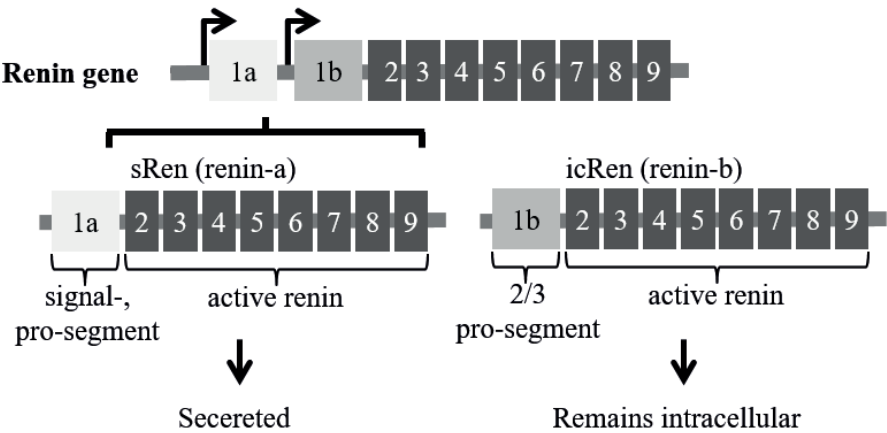 Renin gene 1a 1b 2 3 4 5 6 7 8 9
sRen (renin-a)
1a 2 3 4 5 6 7 8 9
signal-,
pro-segment
active renin
Secereted
icRen (renin-b)
1b 2 3 4 5 6 7 8 9
2/3
pro-segment
active renin
Remains intracellular